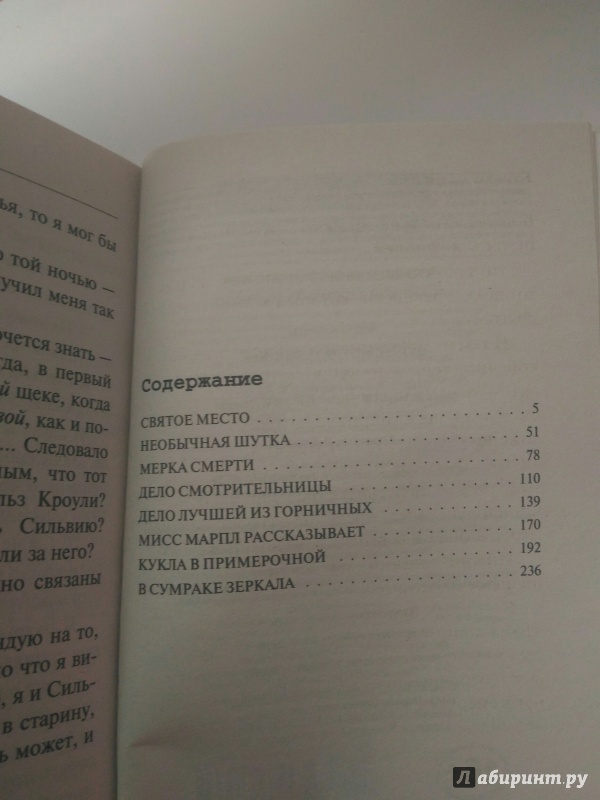 ья, то я мог бы
о той ночью –
учил меня так
очется знать –
гда, в первый
й щеке, когда
вой, как и по-
... Следовало
ным, что тот
льз Кроули?
ь Сильвию?
ли за него?
но связаны
ндую на то,
о что я ви-
, я и Силь-
в старину,
ь может, и
Содержание
СВЯТОЕ МЕСТО 5
НЕОБЫЧНАЯ ШУТКА 51
МЕРКА СМЕРТИ 78
ДЕЛО СМОТРИТЕЛЬНИЦЫ 110
ДЕЛО ЛУЧШЕЙ ИЗ ГОРНИЧНЫХ 139
МИСС МАРПЛ РАССКАЗЫВАЕТ 170
КУКЛА В ПРИМЕРОЧНОЙ 192
В СУМРАКЕ ЗЕРКАЛА 236
лабиринт.ру